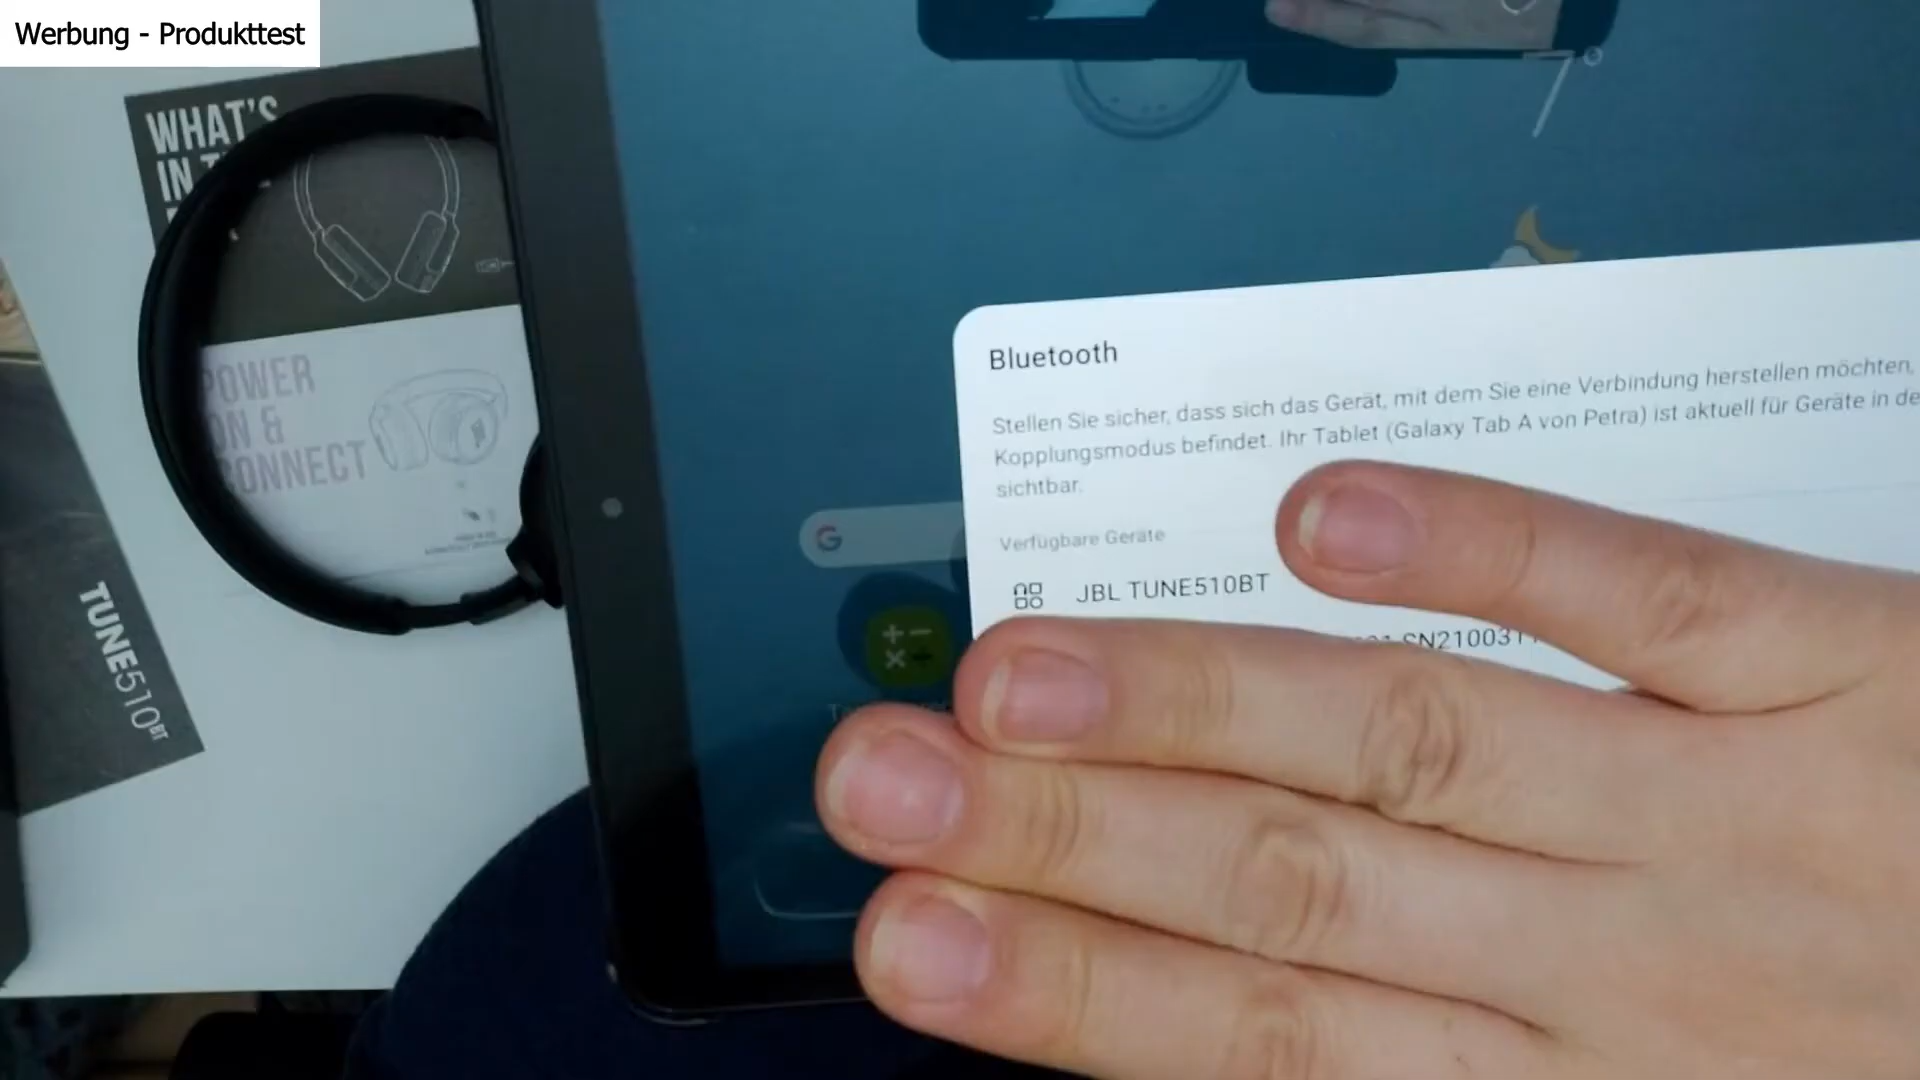 Werbung - Produkttest
WHAT'S
IN
POWER
ON &
CONNECT
TUNE510BT
Bluetooth
Stellen Sie sicher, dass sich das Gerät, mit dem Sie eine Verbindung herstellen möchten,
Kopplungsmodus befindet. Ihr Tablet (Galaxy Tab A von Petra) ist aktuell für Geräte in de
sichtbar.
Verfügbare Geräte
JBL TUNE510BT
SN210031
G